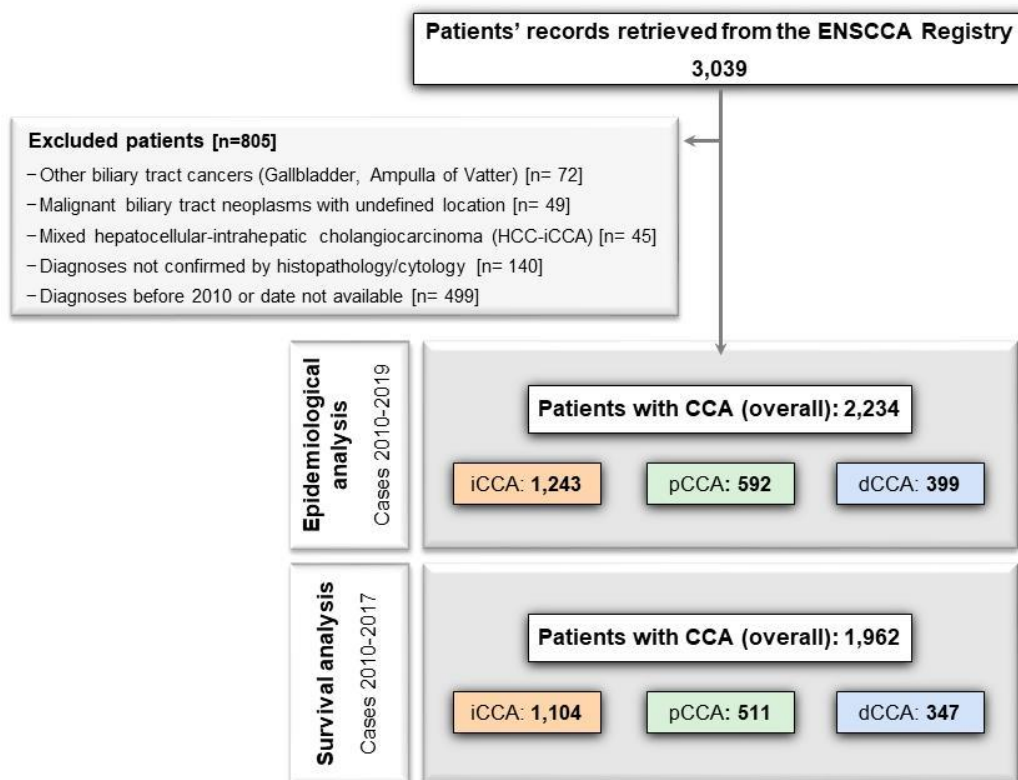 Patients' records retrieved from the ENSCCA Registry
3,039
Excluded patients [n=805]
– Other biliary tract cancers (Gallbladder, Ampulla of Vatter) [n= 72]
– Malignant biliary tract neoplasms with undefined location [n= 49]
– Mixed hepatocellular-intrahepatic cholangiocarcinoma (HCC-iCCA) [n= 45]
– Diagnoses not confirmed by histopathology/cytology [n= 140]
– Diagnoses before 2010 or date not available [n= 499]
Epidemiological
analysis
Cases 2010-2019
Patients with CCA (overall): 2,234
iCCA: 1,243
pCCA: 592
dCCA: 399
Survival analysis
Cases 2010-2017
Patients with CCA (overall): 1,962
iCCA: 1,104
pCCA: 511
dCCA: 347